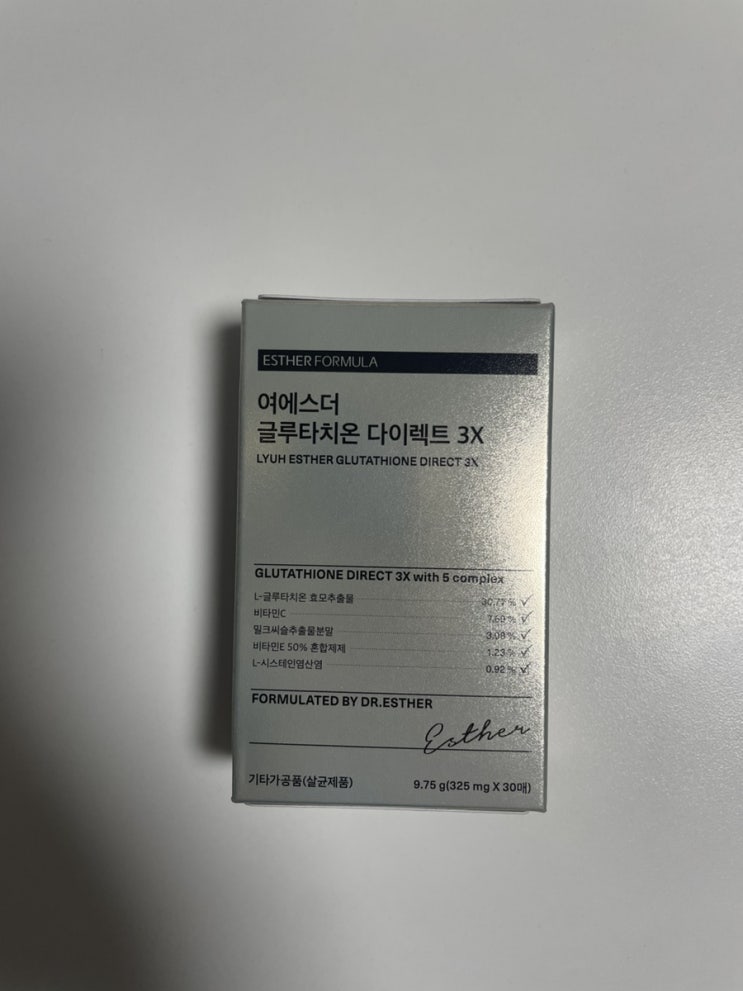 ESTHER FORMULA
여에스더
글루타치온 다이렉트 3X
LYUH ESTHER GLUTATHIONE DIRECT 3X
GLUTATHIONE DIRECT 3X with 5 complex
L-글루타치온 효모추출물 30.77 %
비타민C 7.69 %
밀크씨슬추출물분말 3.08 %
비타민E 50% 혼합제제 1.23 %
L-시스테인염산염 0.92 %
FORMULATED BY DR.ESTHER
Esther
기타가공품(살균제품) 9.75 g(325 mg X 30매)